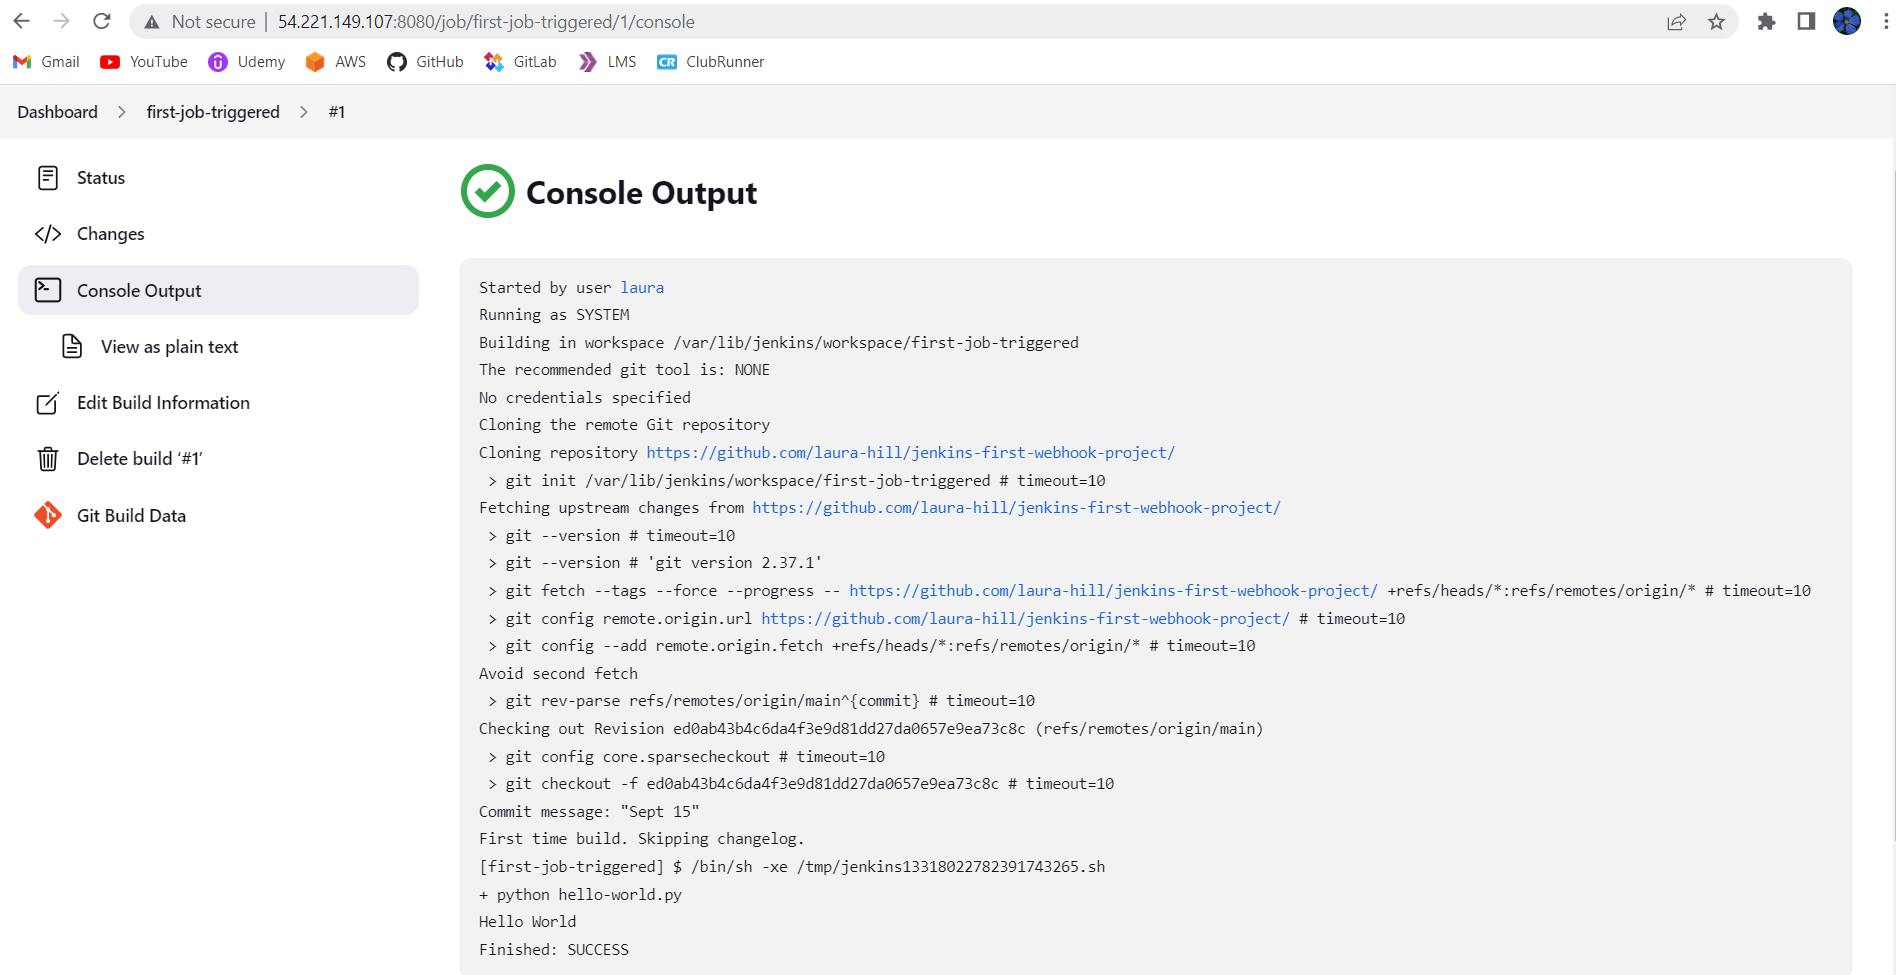 Not secure | 54.221.149.107:8080/job/first-job-triggered/1/console
Gmail YouTube Udemy AWS GitHub GitLab LMS CR ClubRunner
Dashboard > first-job-triggered > #1
Status
Changes
Console Output
View as plain text
Edit Build Information
Delete build ‘#1’
Git Build Data
Console Output
Started by user laura
Running as SYSTEM
Building in workspace /var/lib/jenkins/workspace/first-job-triggered
The recommended git tool is: NONE
No credentials specified
Cloning the remote Git repository
Cloning repository https://github.com/laura-hill/jenkins-first-webhook-project/
 > git init /var/lib/jenkins/workspace/first-job-triggered # timeout=10
Fetching upstream changes from https://github.com/laura-hill/jenkins-first-webhook-project/
 > git --version # timeout=10
 > git --version # 'git version 2.37.1'
 > git fetch --tags --force --progress -- https://github.com/laura-hill/jenkins-first-webhook-project/ +refs/heads/*:refs/remotes/origin/* # timeout=10
 > git config remote.origin.url https://github.com/laura-hill/jenkins-first-webhook-project/ # timeout=10
 > git config --add remote.origin.fetch +refs/heads/*:refs/remotes/origin/* # timeout=10
Avoid second fetch
 > git rev-parse refs/remotes/origin/main^{commit} # timeout=10
Checking out Revision ed0ab43b4c6da4f3e9d81dd27da0657e9ea73c8c (refs/remotes/origin/main)
 > git config core.sparsecheckout # timeout=10
 > git checkout -f ed0ab43b4c6da4f3e9d81dd27da0657e9ea73c8c # timeout=10
Commit message: "Sept 15"
First time build. Skipping changelog.
[first-job-triggered] $ /bin/sh -xe /tmp/jenkins13318022782391743265.sh
+ python hello-world.py
Hello World
Finished: SUCCESS